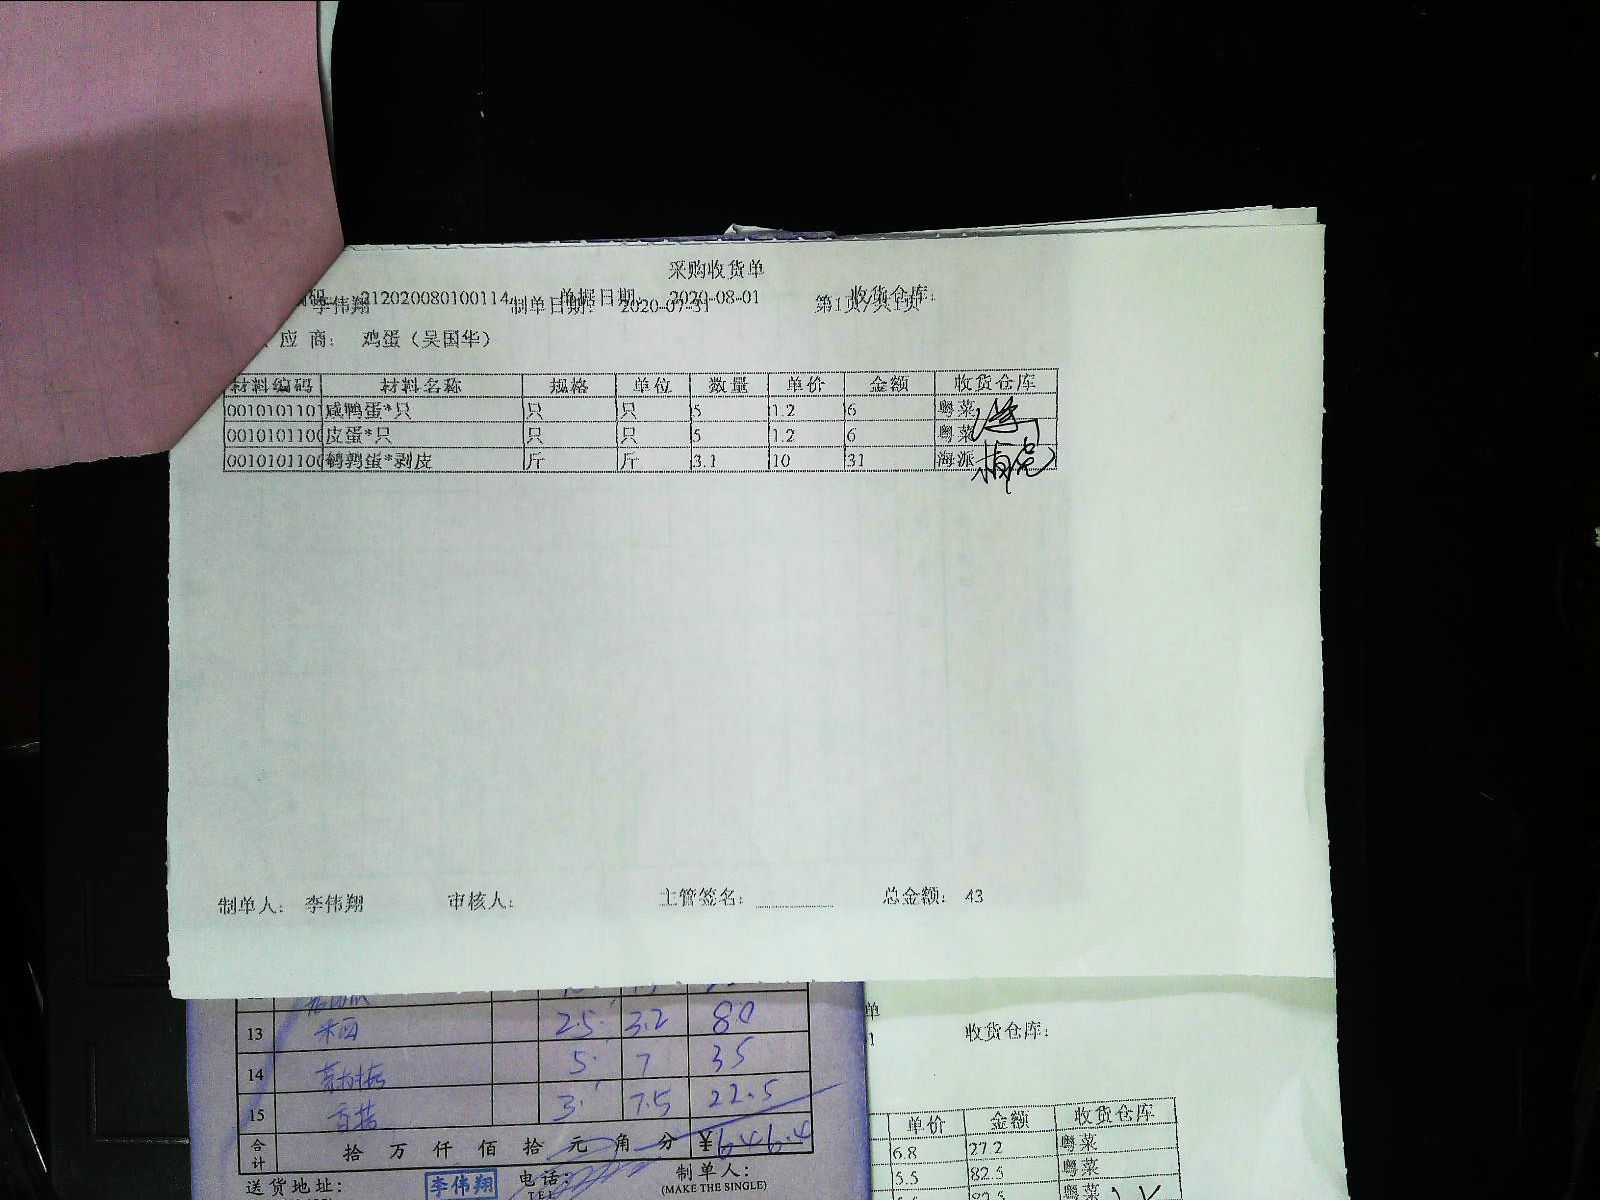 采购收货单
码 212020080100114 单据日期: 2020-08-01 收货仓库:
李伟翔 制单日期: 2020-07-31 第1页/共1页
应 商: 鸡蛋（吴国华）
材料编码 材料名称 规格 单位 数量 单价 金额 收货仓库
0010101101 咸鸭蛋*只 只 只 5 1.2 6 粤菜
0010101100 皮蛋*只 只 只 5 1.2 6 粤菜
0010101100 鹌鹑蛋*剥皮 斤 斤 3.1 10 31 海派
制单人: 李伟翔 审核人: 主管签名: 总金额: 43
13 25 3.2 80
14 5 7 35
15 3 7.5 22.5
合计 拾 万 仟 佰 拾 元 角 分 ¥
送货地址: 李伟翔 电话: 制单人:
TEL (MAKE THE SINGLE)
单
1 收货仓库:
单价 金额 收货仓库
6.8 27.2 粤菜
5.5 82.5 粤菜
82.5 粤菜